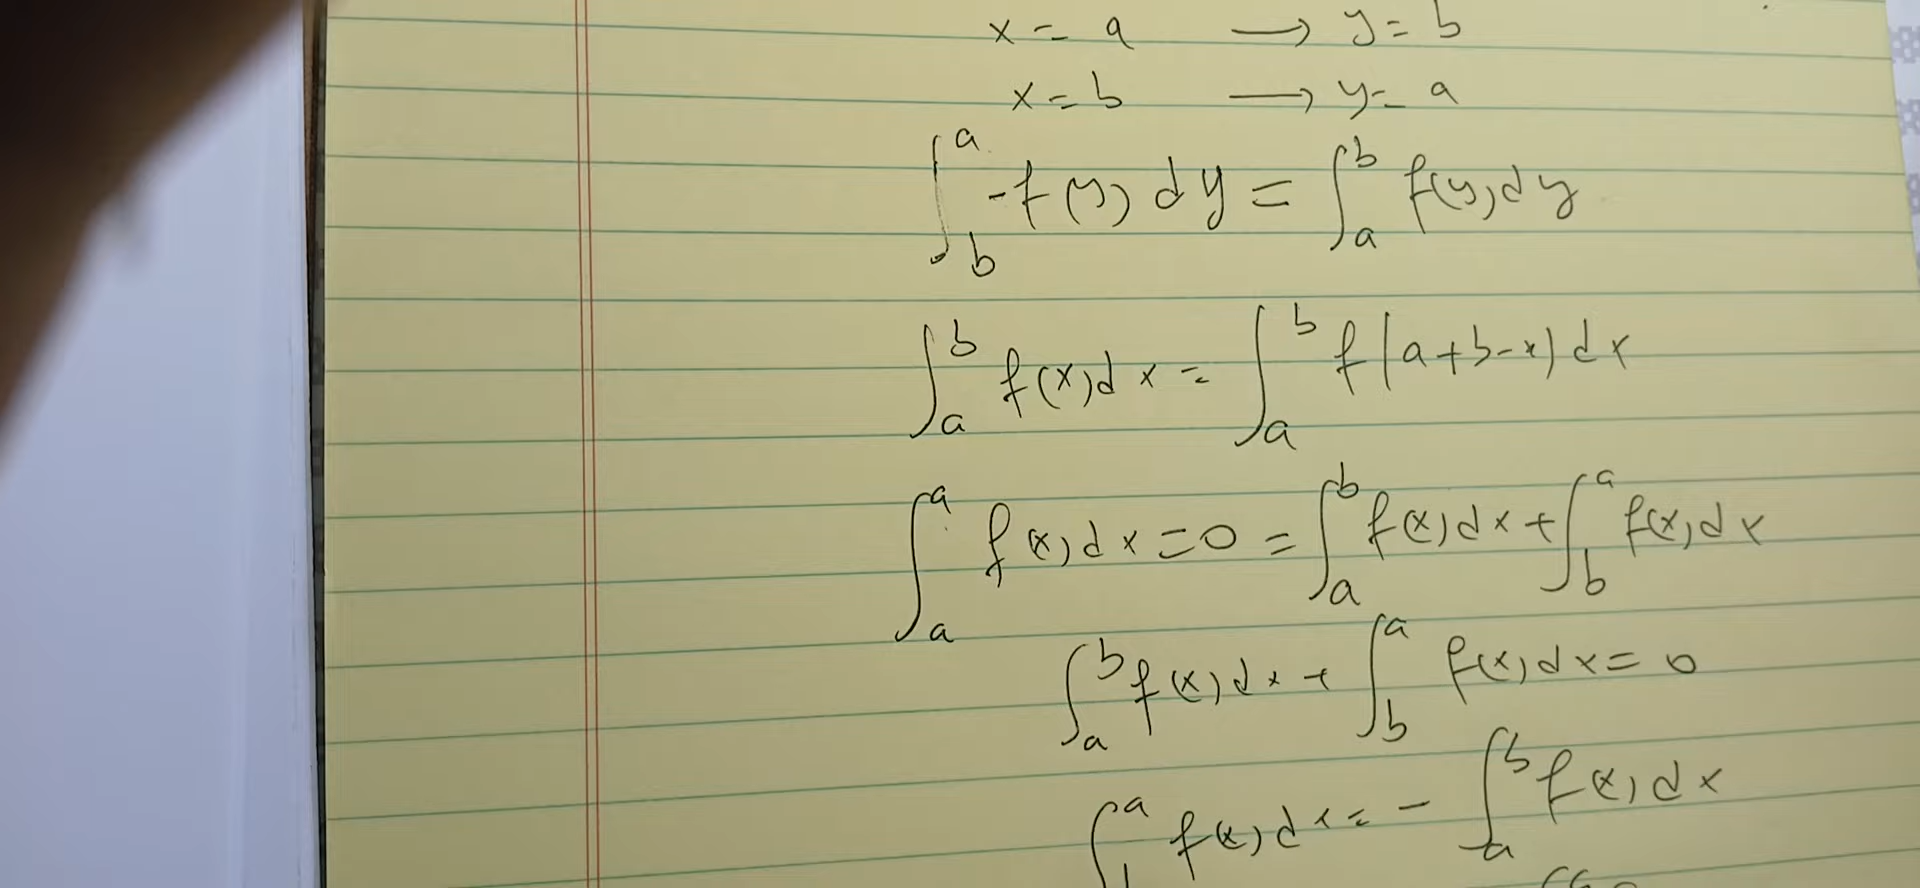 x = a → y = b
x = b → y = a
∫_b^a -f(y) dy = ∫_a^b f(y) dy
∫_a^b f(x) dx = ∫_a^b f(a+b-x) dx
∫_a^a f(x) dx = 0 = ∫_a^b f(x) dx + ∫_b^a f(x) dx
∫_a^b f(x) dx + ∫_b^a f(x) dx = 0
∫_b^a f(x) dx = - ∫_a^b f(x) dx